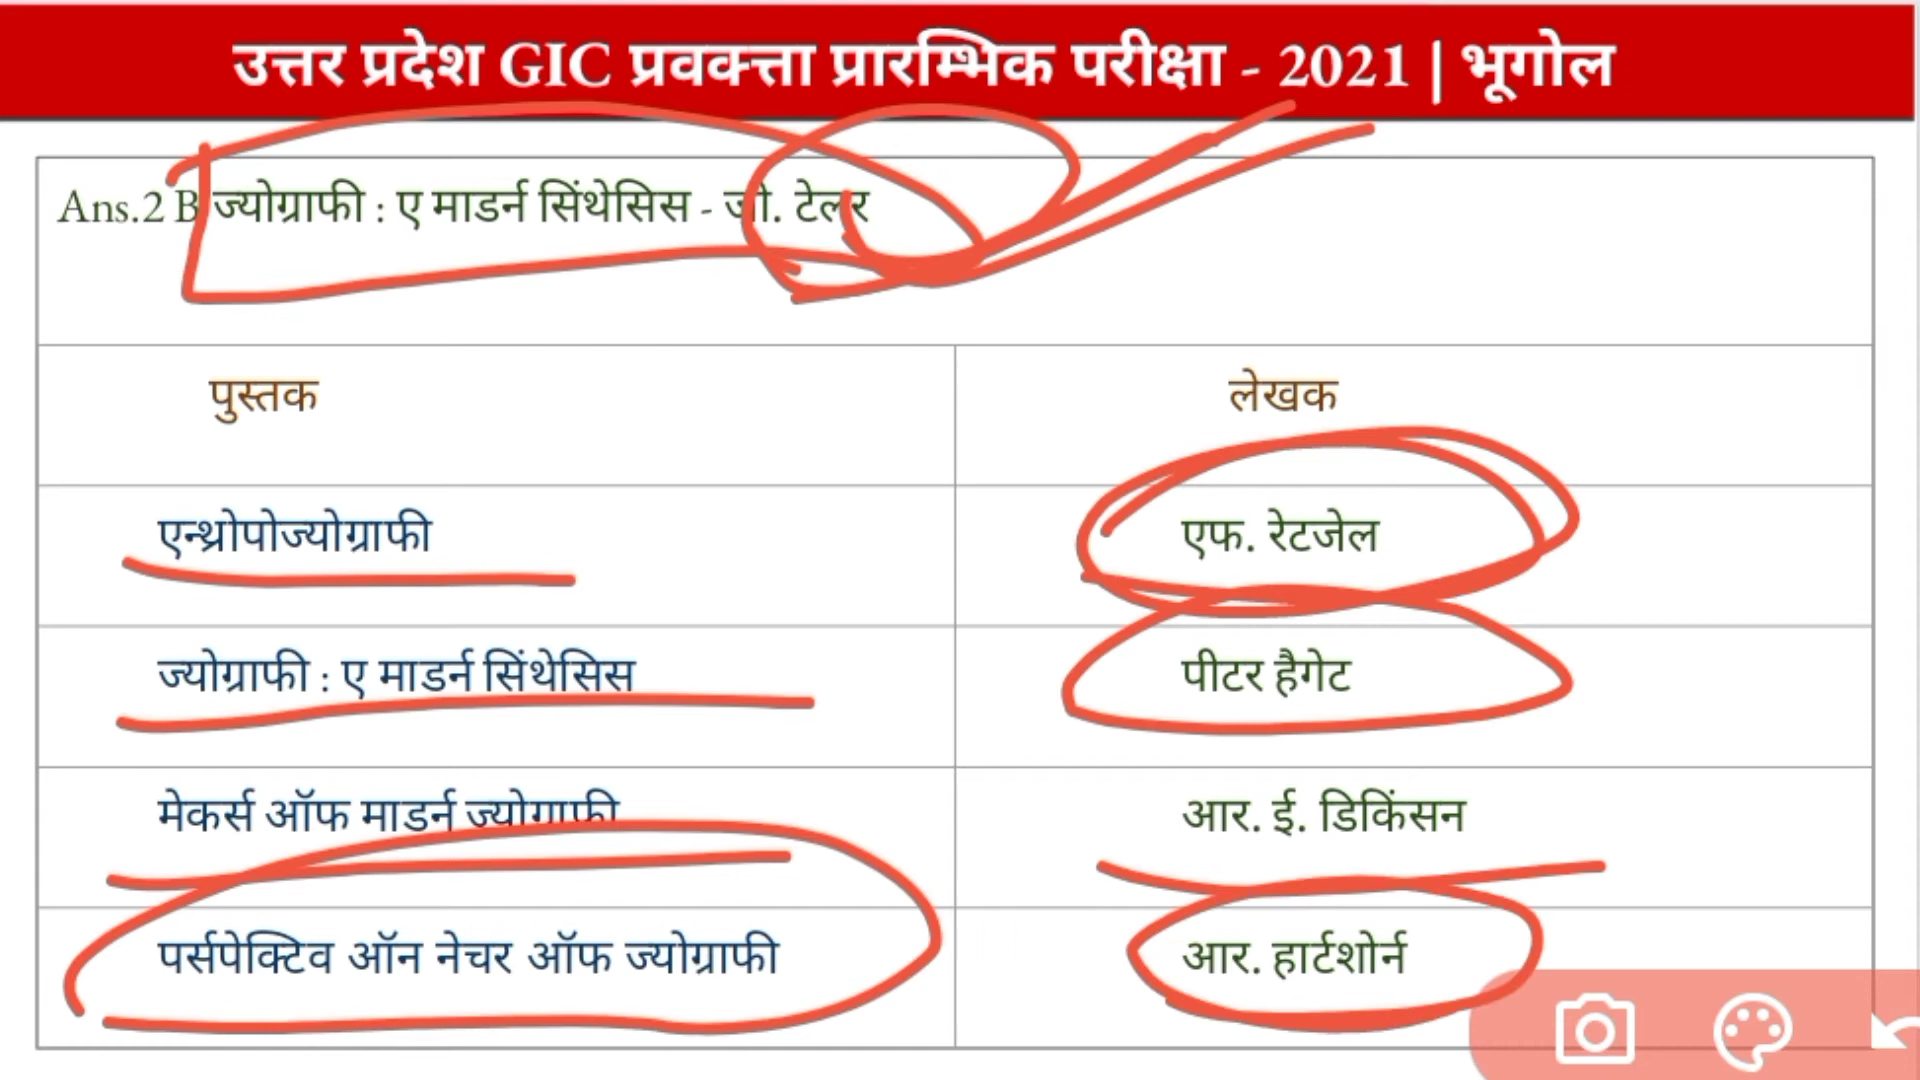 उत्तर प्रदेश GIC प्रवक्ता प्रारम्भिक परीक्षा - 2021 | भूगोल
Ans.2 B ज्योग्राफी : ए माडर्न सिंथेसिस - जी. टेलर
पुस्तक लेखक
एन्थ्रोपोज्योग्राफी एफ. रेटजेल
ज्योग्राफी : ए माडर्न सिंथेसिस पीटर हैगेट
मेकर्स ऑफ माडर्न ज्योग्राफी आर. ई. डिकिंसन
पर्सपेक्टिव ऑन नेचर ऑफ ज्योग्राफी आर. हार्टशोर्न